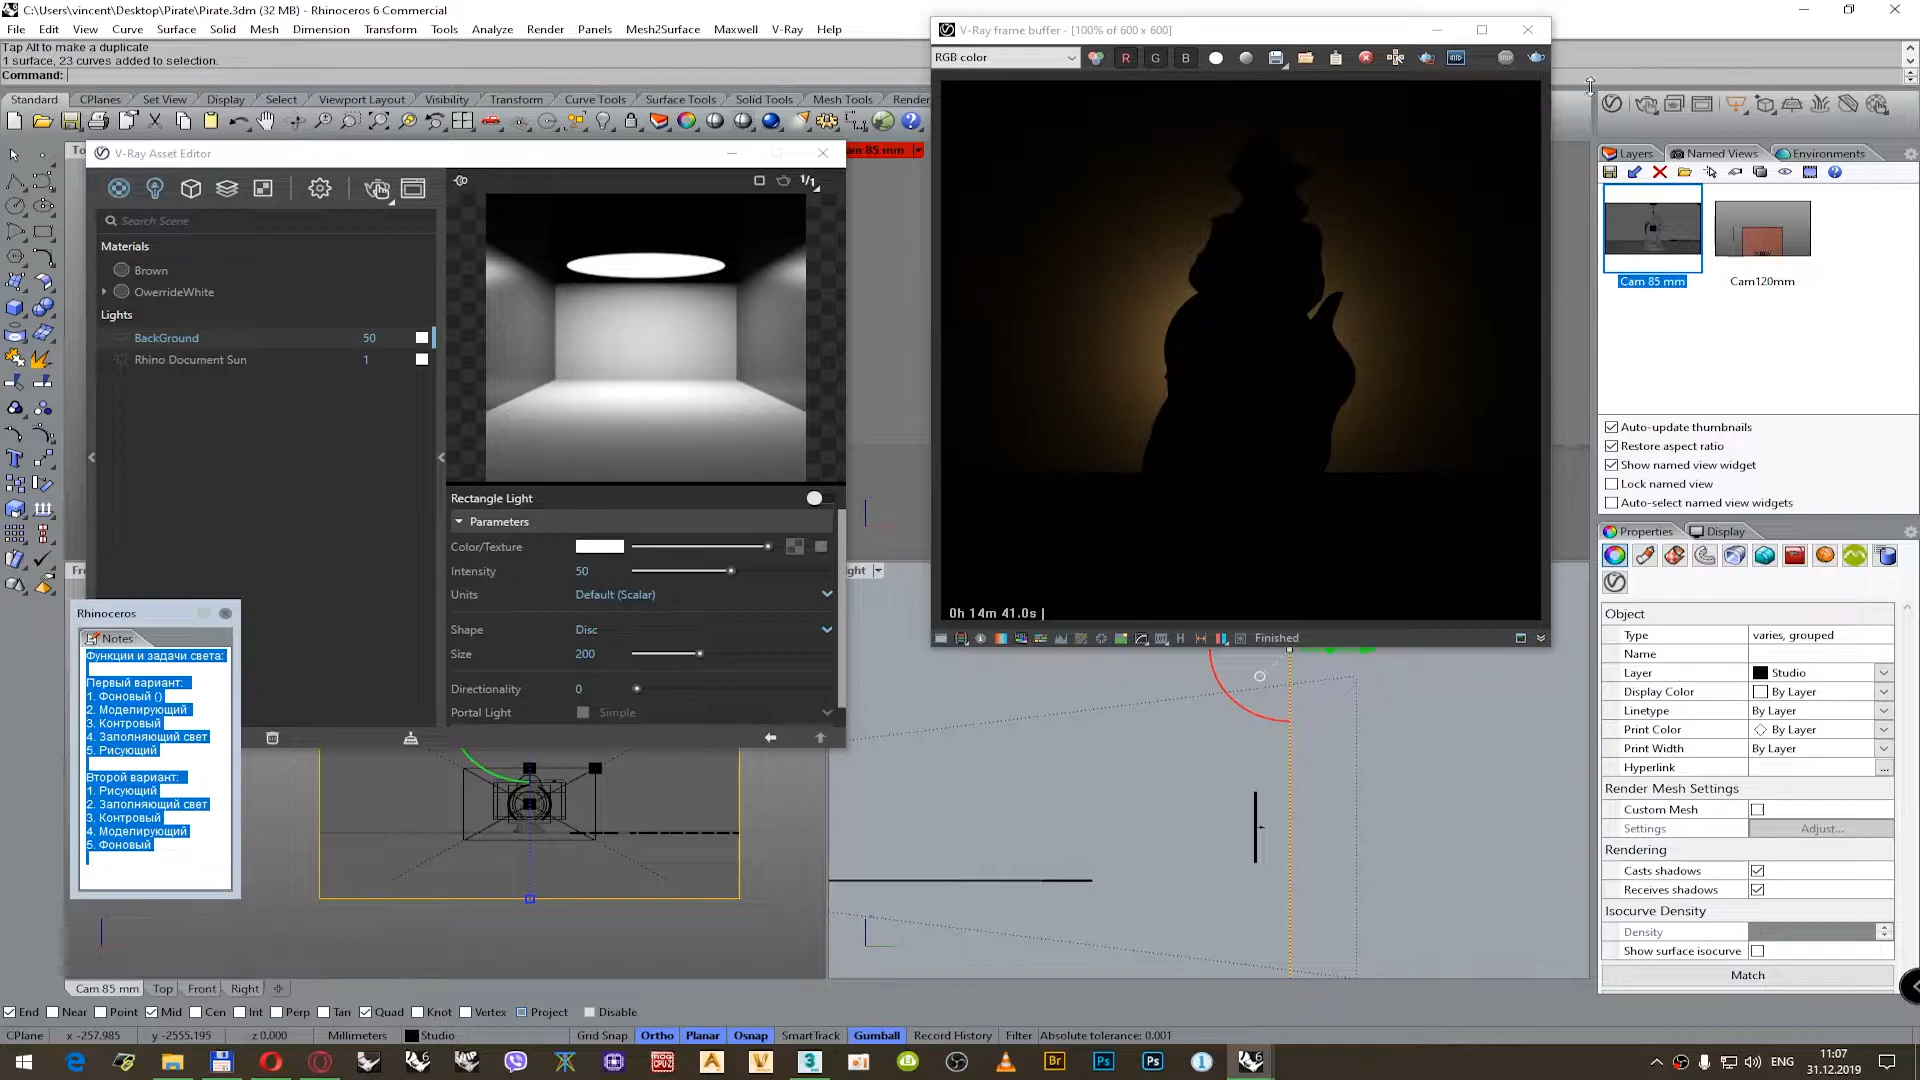 C:\Users\vincent\Desktop\Pirate\Pirate.3dm (32 MB) - Rhinoceros 6 Commercial
File Edit View Curve Surface Solid Mesh Dimension Transform Tools Analyze Render Panels Mesh2Surface Maxwell V-Ray Help
Tap Alt to make a duplicate
1 surface, 23 curves added to selection.
Command:
Standard CPlanes Set View Display Select Viewport Layout Visibility Transform Curve Tools Surface Tools Solid Tools Mesh Tools Render
V-Ray Asset Editor
am 85 mm
1/1
Search Scene
Materials
Brown
OwerrideWhite
Lights
BackGround 50
Rhino Document Sun 1
Rectangle Light
Parameters
Color/Texture
Intensity 50
Units Default (Scalar)
Shape Disc
Size 200
Directionality 0
Portal Light Simple
V-Ray frame buffer - [100% of 600 x 600]
RGB color
R G B
0h 14m 41.0s |
Finished
Layers Named Views Environments
Cam 85 mm
Cam120mm
Auto-update thumbnails
Restore aspect ratio
Show named view widget
Lock named view
Auto-select named view widgets
Properties Display
Object
Type varies, grouped
Name
Layer Studio
Display Color By Layer
Linetype By Layer
Print Color By Layer
Print Width By Layer
Hyperlink ...
Render Mesh Settings
Custom Mesh
Settings Adjust...
Rendering
Casts shadows
Receives shadows
Isocurve Density
Density
Show surface isocurve
Match
Rhinoceros
Notes
Функции и задачи света:
Первый вариант:
1. Фоновый ()
2. Моделирующий
3. Контровый
4. Заполняющий свет
5. Рисующий
Второй вариант:
1. Рисующий
2. Заполняющий свет
3. Контровый
4. Моделирующий
5. Фоновый
Cam 85 mm Top Front Right
End Near Point Mid Cen Int Perp Tan Quad Knot Vertex Project Disable
CPlane x -257.985 y -2555.195 z 0.000 Millimeters Studio Grid Snap Ortho Planar Osnap SmartTrack Gumball Record History Filter Absolute tolerance: 0.001
ENG
11:07
31.12.2019